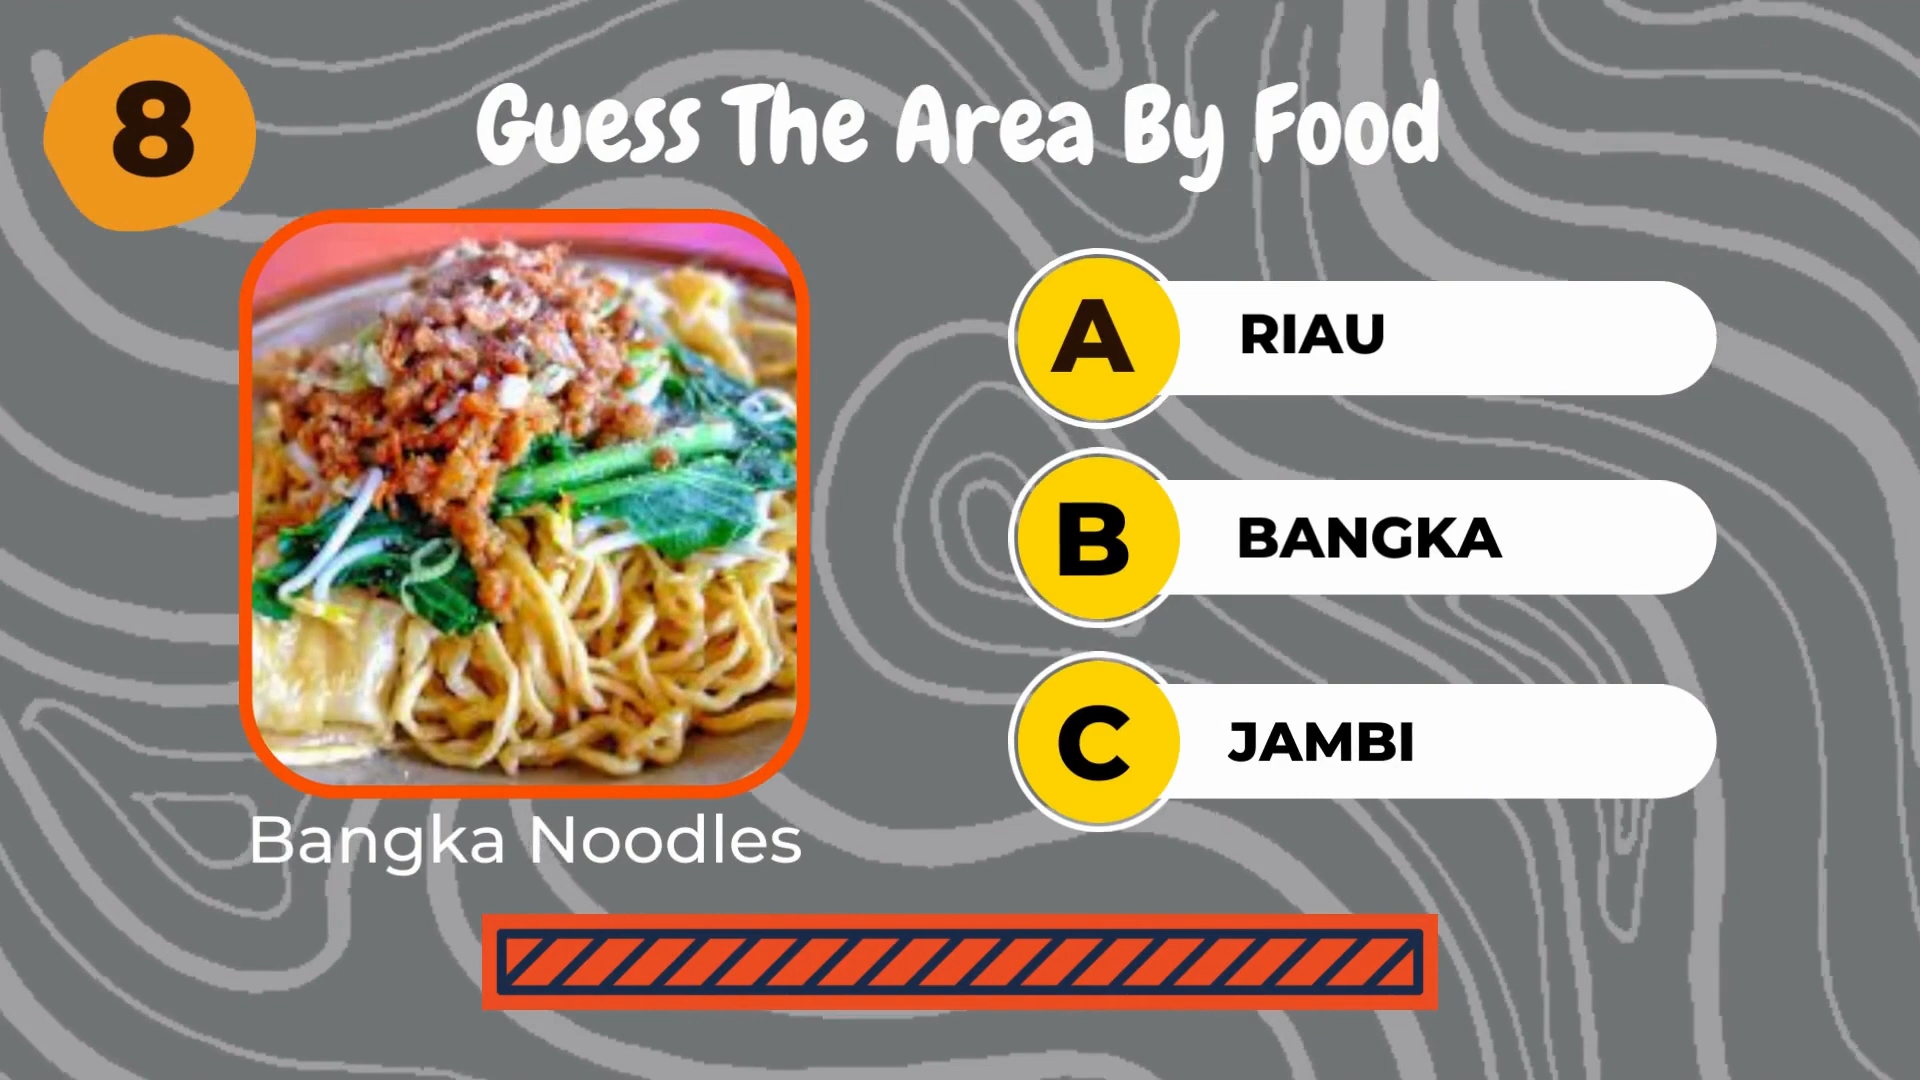 8
Guess The Area By Food
A RIAU
B BANGKA
C JAMBI
Bangka Noodles